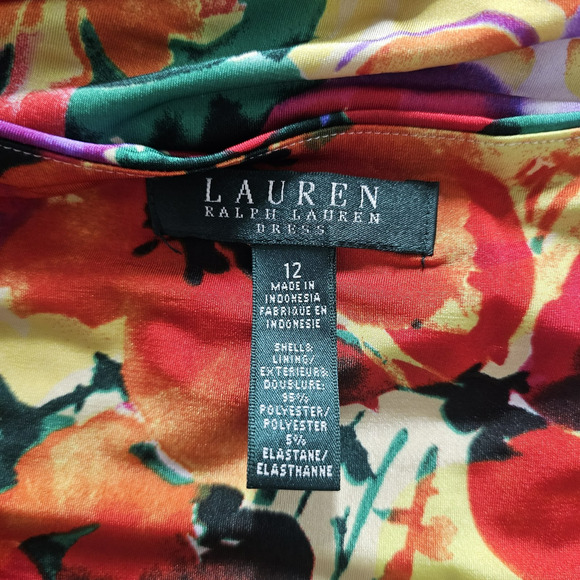 LAUREN
RALPH LAUREN
DRESS
12
MADE IN
INDONESIA
FABRIQUE EN
INDONESIE
SHELL&
LINING/
EXTERIEUR&
DOUSLURE:
95%
POLYESTER/
POLYESTER
5%
ELASTANE/
ELASTHANNE